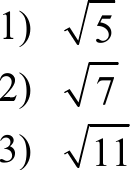 1) √5
2) √7
3) √11